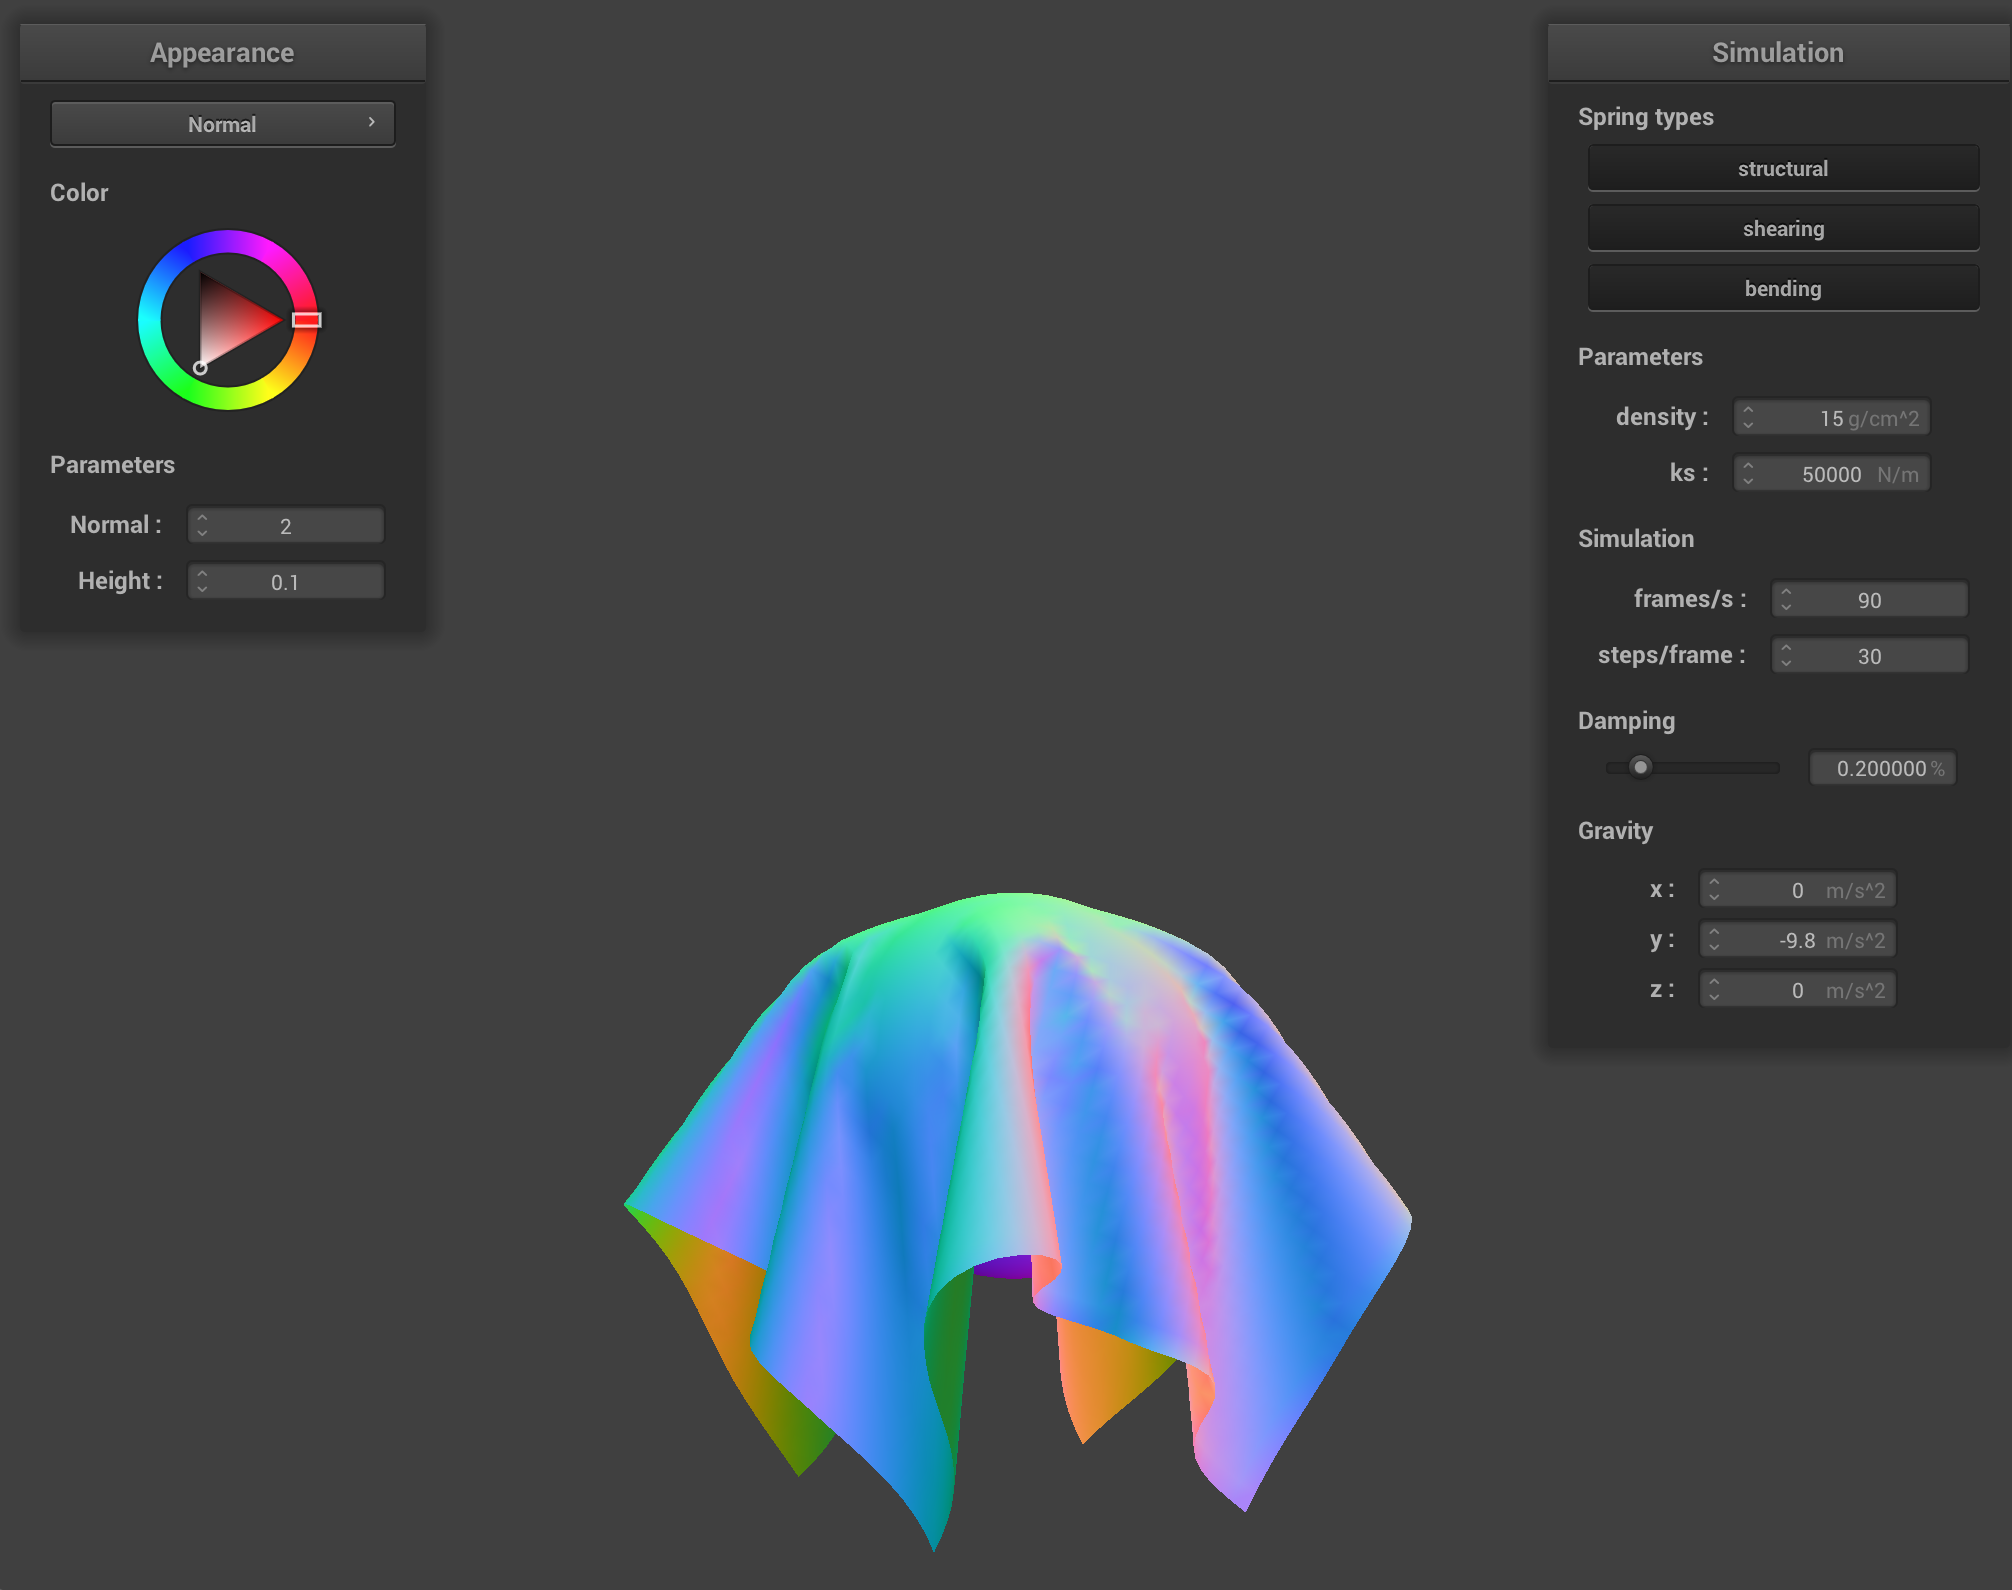 Appearance
Normal
Color
Parameters
Normal : 2
Height : 0.1
Simulation
Spring types
structural
shearing
bending
Parameters
density : 15 g/cm^2
ks : 50000 N/m
Simulation
frames/s : 90
steps/frame : 30
Damping
0.200000 %
Gravity
x : 0 m/s^2
y : -9.8 m/s^2
z : 0 m/s^2